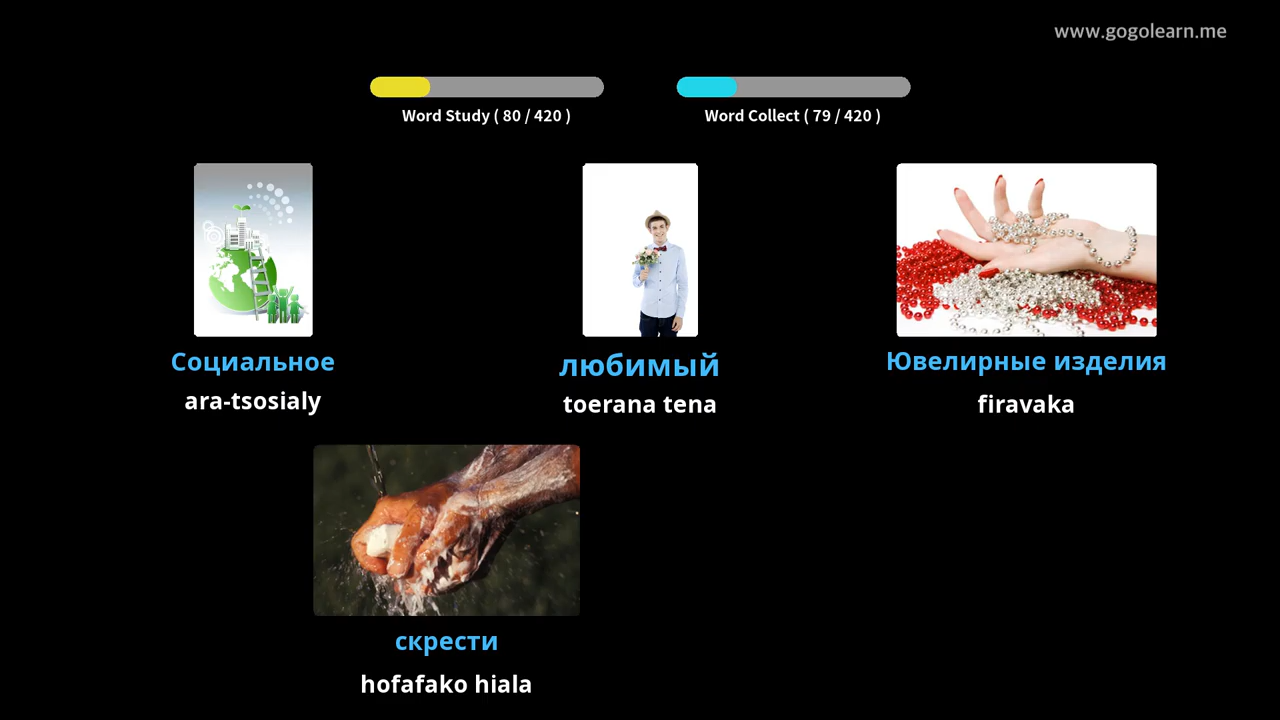 www.gogolearn.me
Word Study ( 80 / 420 )
Word Collect ( 79 / 420 )
Социальное
любимый
Ювелирные изделия
ara-tsosialy
toerana tena
firavaka
скрести
hofafako hiala